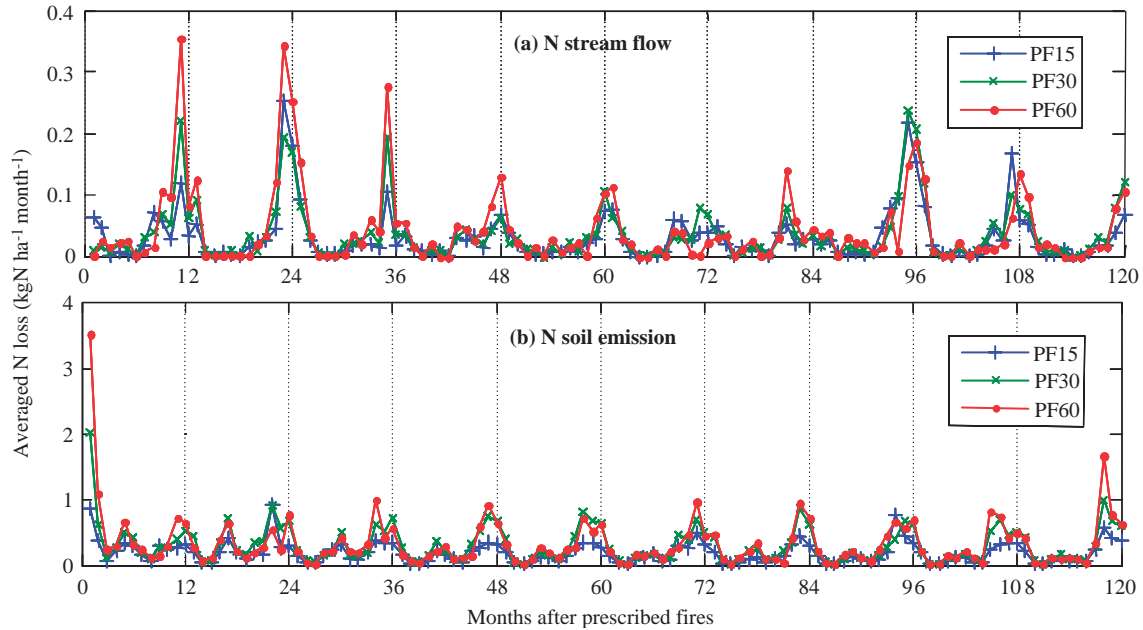 0.4
(a) N stream flow
PF15
PF30
PF60
0.3
0.2
0.1
0
0 12 24 36 48 60 72 84 96 108 120
Averaged N loss (kgN ha-1 month-1)
4
(b) N soil emission
PF15
PF30
PF60
3
2
1
0
0 12 24 36 48 60 72 84 96 108 120
Months after prescribed fires